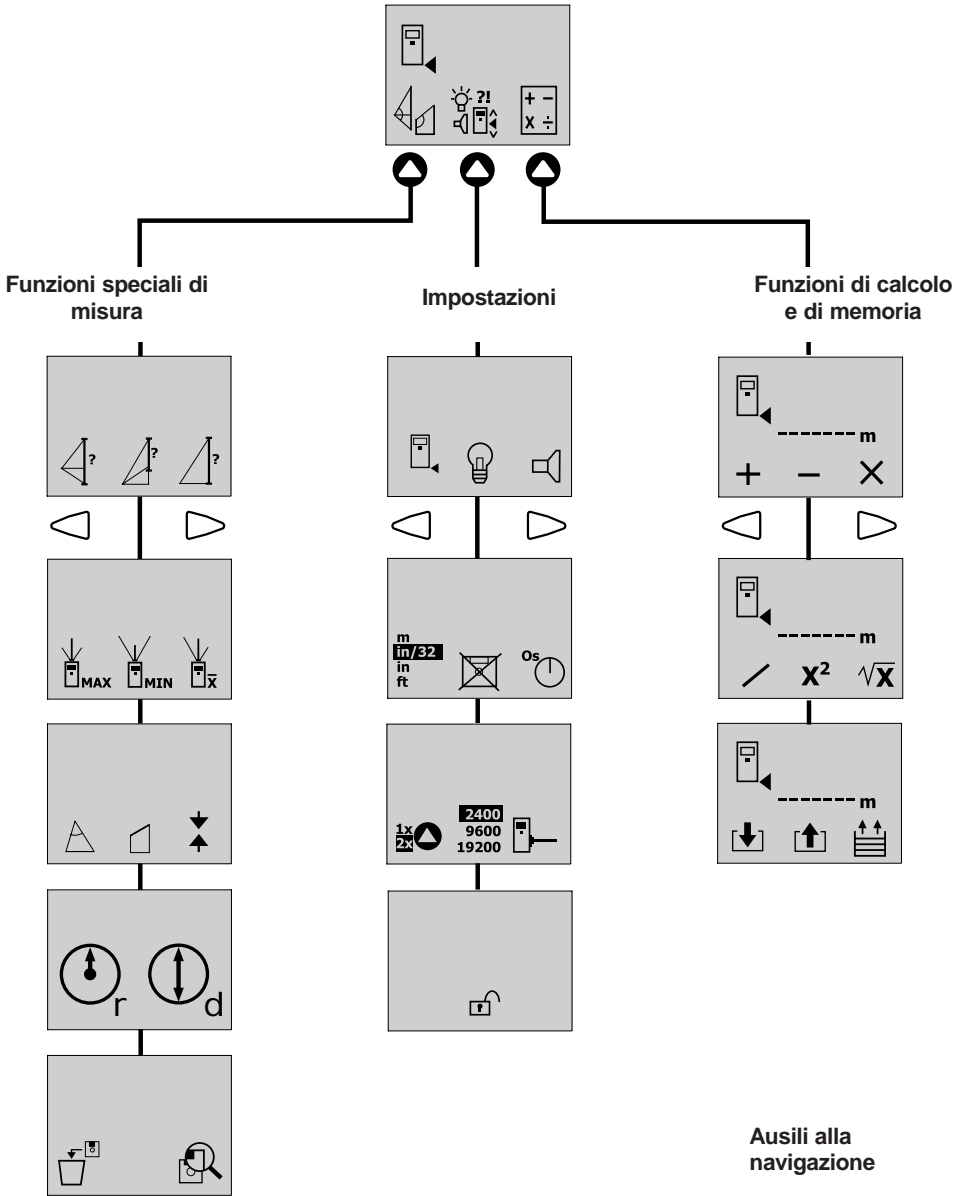 ?!
+ −
x ÷
Funzioni speciali di
misura
Impostazioni
Funzioni di calcolo
e di memoria
? ? ?
m
+ − ×
MAX MIN x̅
m
in/32
in
ft
Os
m
/ X² √X
1x
2x
2400
9600
19200
m
r d
Ausili alla
navigazione